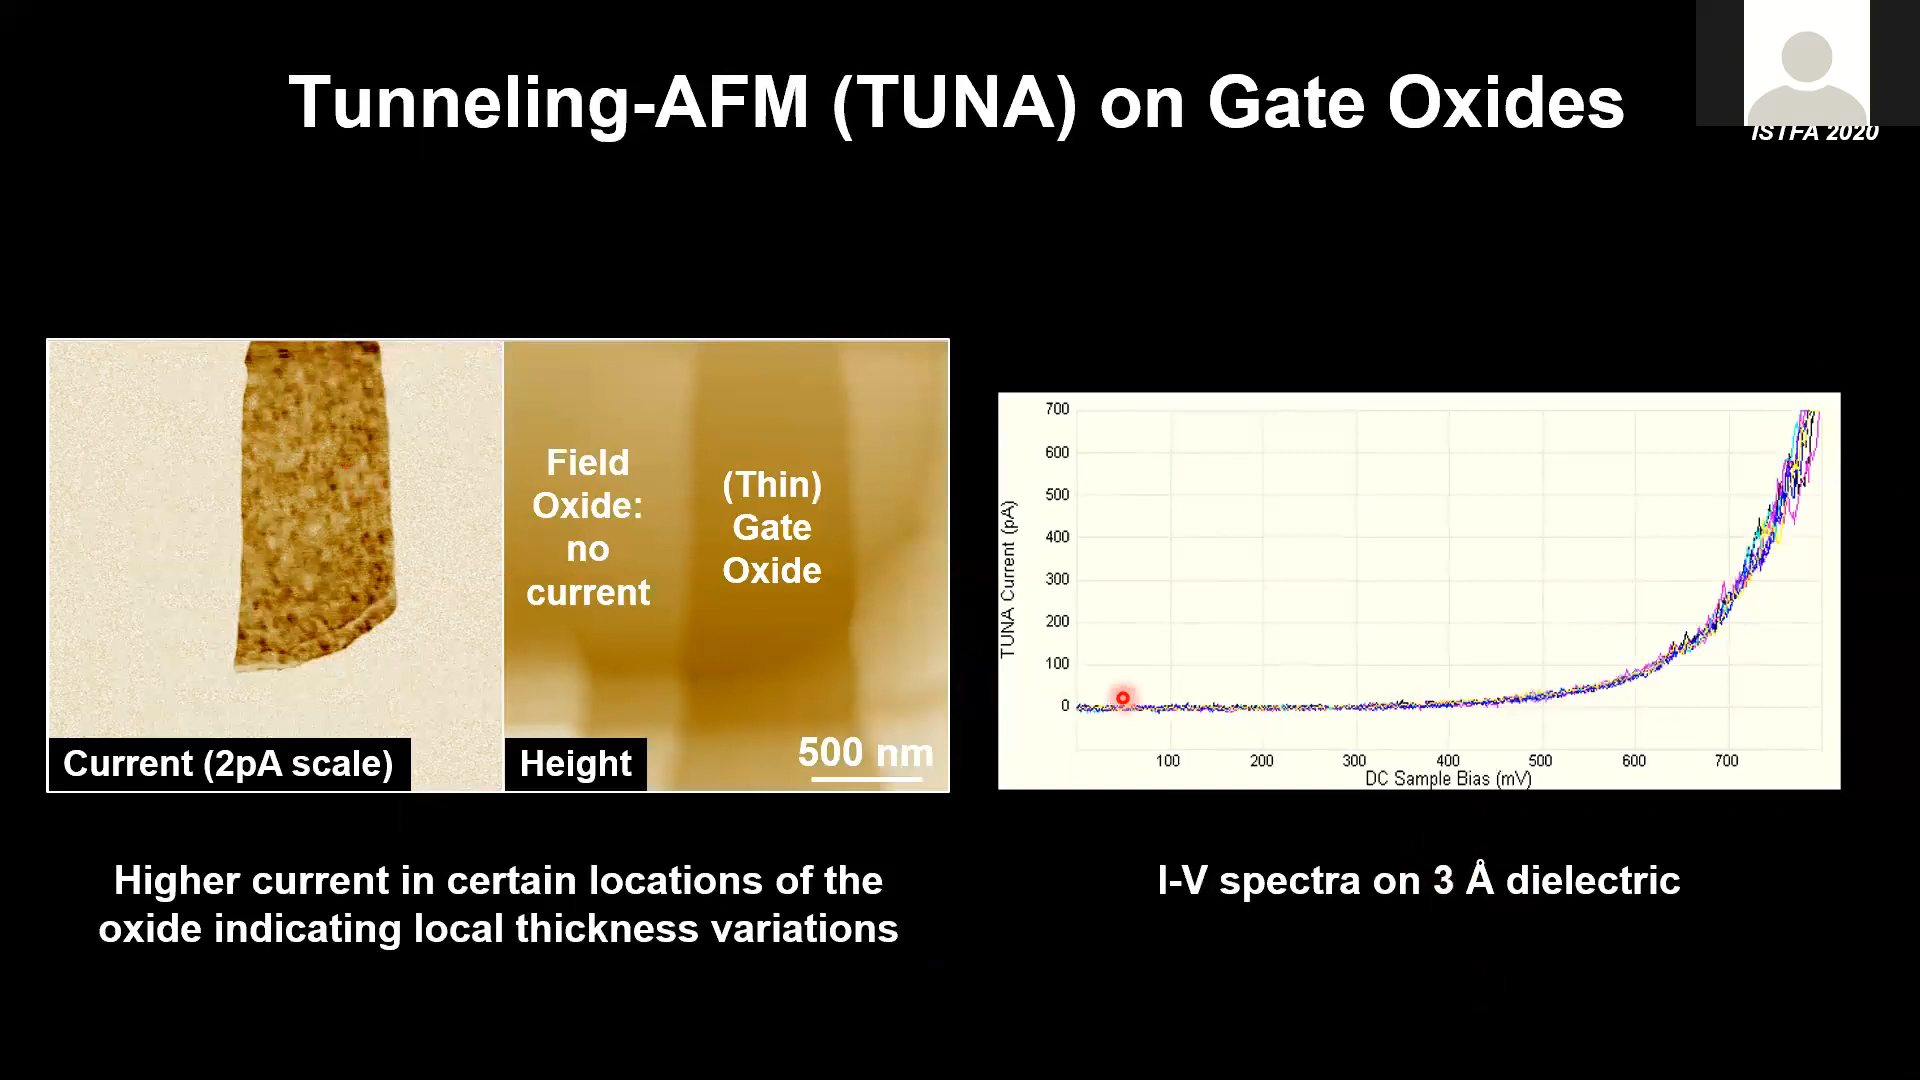 Tunneling-AFM (TUNA) on Gate Oxides
ISTFA 2020
Field
Oxide:
no
current
(Thin)
Gate
Oxide
Current (2pA scale)
Height
500 nm
TUNA Current (pA)
700
600
500
400
300
200
100
0
100 200 300 400 500 600 700
DC Sample Bias (mV)
Higher current in certain locations of the
oxide indicating local thickness variations
I-V spectra on 3 Å dielectric